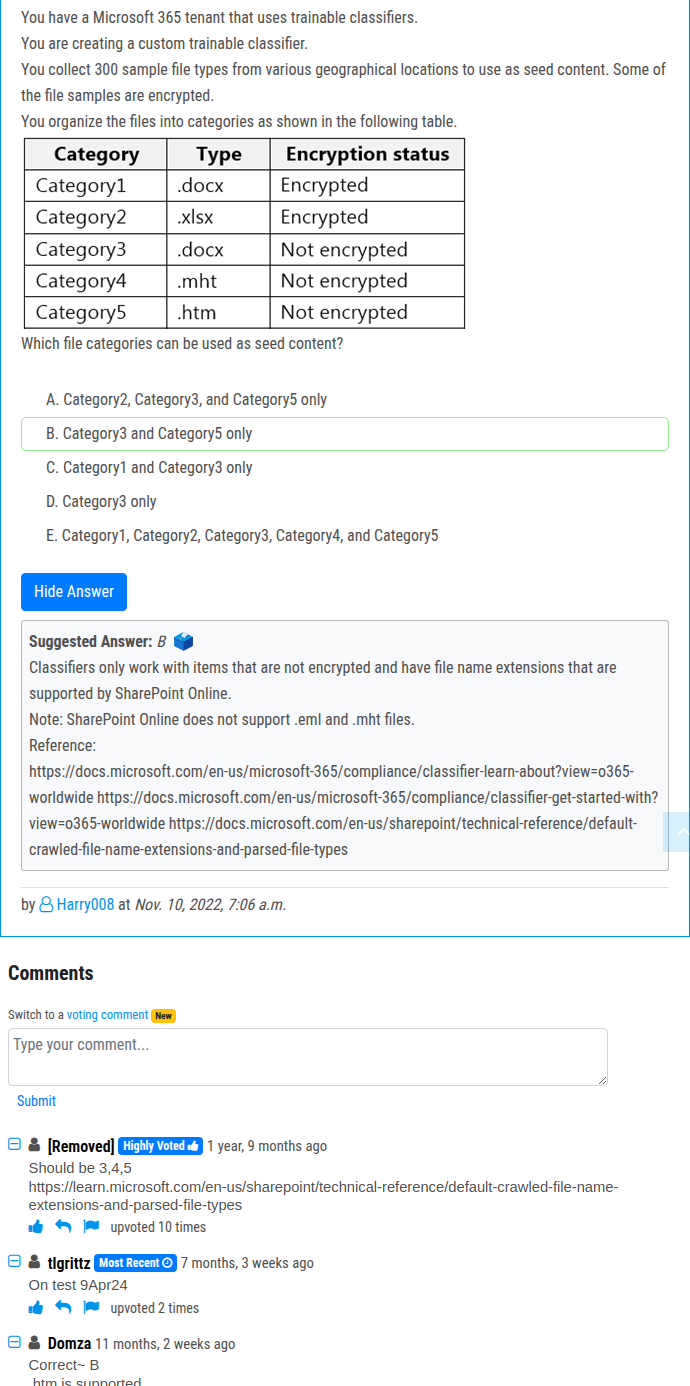 You have a Microsoft 365 tenant that uses trainable classifiers.
You are creating a custom trainable classifier.
You collect 300 sample file types from various geographical locations to use as seed content. Some of
the file samples are encrypted.
You organize the files into categories as shown in the following table.
Category Type Encryption status
Category1 .docx Encrypted
Category2 .xlsx Encrypted
Category3 .docx Not encrypted
Category4 .mht Not encrypted
Category5 .htm Not encrypted
Which file categories can be used as seed content?
A. Category2, Category3, and Category5 only
B. Category3 and Category5 only
C. Category1 and Category3 only
D. Category3 only
E. Category1, Category2, Category3, Category4, and Category5
Hide Answer
Suggested Answer: B
Classifiers only work with items that are not encrypted and have file name extensions that are
supported by SharePoint Online.
Note: SharePoint Online does not support .eml and .mht files.
Reference:
https://docs.microsoft.com/en-us/microsoft-365/compliance/classifier-learn-about?view=o365-
worldwide https://docs.microsoft.com/en-us/microsoft-365/compliance/classifier-get-started-with?
view=o365-worldwide https://docs.microsoft.com/en-us/sharepoint/technical-reference/default-
crawled-file-name-extensions-and-parsed-file-types
by Harry008 at Nov. 10, 2022, 7:06 a.m.
Comments
Switch to a voting comment New
Type your comment...
Submit
[Removed] Highly Voted 1 year, 9 months ago
Should be 3,4,5
https://learn.microsoft.com/en-us/sharepoint/technical-reference/default-crawled-file-name-
extensions-and-parsed-file-types
upvoted 10 times
tlgrittz Most Recent 7 months, 3 weeks ago
On test 9Apr24
upvoted 2 times
Domza 11 months, 2 weeks ago
Correct~ B
.htm is supported